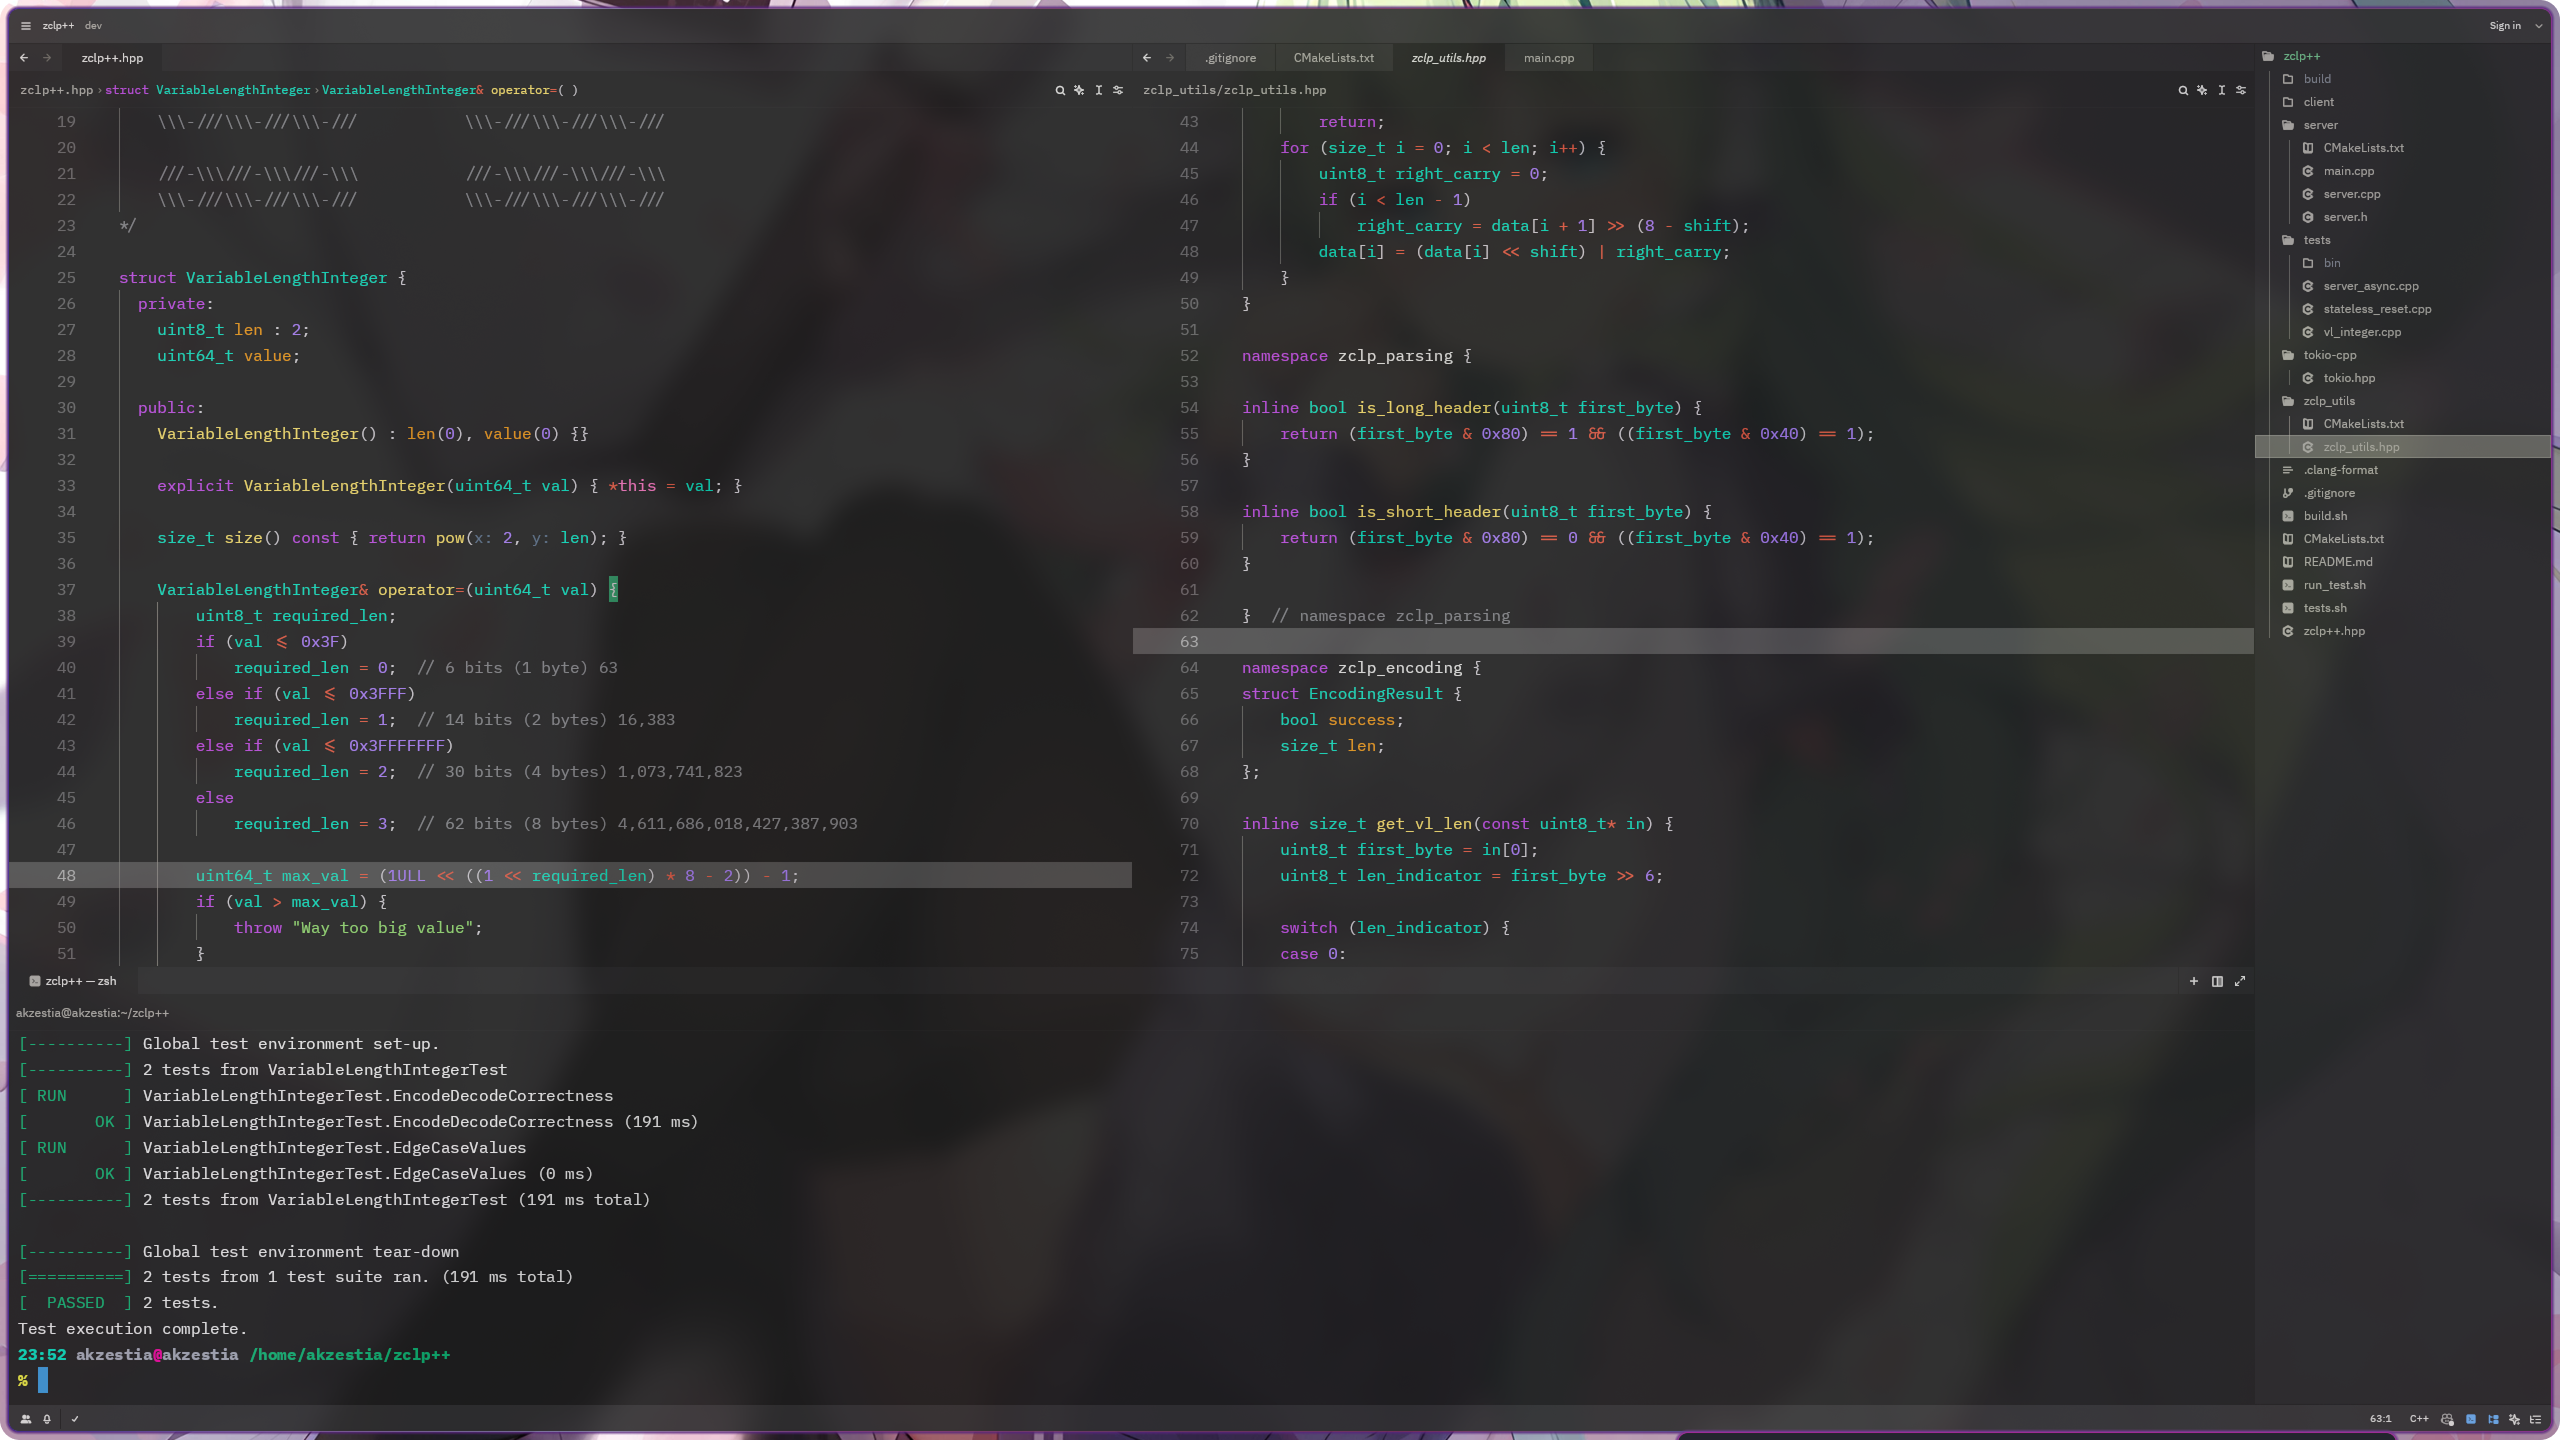 zclp++ dev
Sign in
zclp++.hpp
zclp++.hpp › struct VariableLengthInteger › VariableLengthInteger& operator=( )
19 \\\-///\\\-///\\\-/// \\\-///\\\-///\\\-///
20
21 ///-\\\///-\\\///-\\\ ///-\\\///-\\\///-\\\
22 \\\-///\\\-///\\\-/// \\\-///\\\-///\\\-///
23 */
24
25 struct VariableLengthInteger {
26 private:
27 uint8_t len : 2;
28 uint64_t value;
29
30 public:
31 VariableLengthInteger() : len(0), value(0) {}
32
33 explicit VariableLengthInteger(uint64_t val) { *this = val; }
34
35 size_t size() const { return pow(x: 2, y: len); }
36
37 VariableLengthInteger& operator=(uint64_t val) {
38 uint8_t required_len;
39 if (val <= 0x3F)
40 required_len = 0; // 6 bits (1 byte) 63
41 else if (val <= 0x3FFF)
42 required_len = 1; // 14 bits (2 bytes) 16,383
43 else if (val <= 0x3FFFFFFF)
44 required_len = 2; // 30 bits (4 bytes) 1,073,741,823
45 else
46 required_len = 3; // 62 bits (8 bytes) 4,611,686,018,427,387,903
47
48 uint64_t max_val = (1ULL << ((1 << required_len) * 8 - 2)) - 1;
49 if (val > max_val) {
50 throw "Way too big value";
51 }
.gitignore CMakeLists.txt zclp_utils.hpp main.cpp
zclp_utils/zclp_utils.hpp
43 return;
44 for (size_t i = 0; i < len; i++) {
45 uint8_t right_carry = 0;
46 if (i < len - 1)
47 right_carry = data[i + 1] >> (8 - shift);
48 data[i] = (data[i] << shift) | right_carry;
49 }
50 }
51
52 namespace zclp_parsing {
53
54 inline bool is_long_header(uint8_t first_byte) {
55 return (first_byte & 0x80) == 1 && ((first_byte & 0x40) == 1);
56 }
57
58 inline bool is_short_header(uint8_t first_byte) {
59 return (first_byte & 0x80) == 0 && ((first_byte & 0x40) == 1);
60 }
61
62 } // namespace zclp_parsing
63
64 namespace zclp_encoding {
65 struct EncodingResult {
66 bool success;
67 size_t len;
68 };
69
70 inline size_t get_vl_len(const uint8_t* in) {
71 uint8_t first_byte = in[0];
72 uint8_t len_indicator = first_byte >> 6;
73
74 switch (len_indicator) {
75 case 0:
zclp++
build
client
server
CMakeLists.txt
main.cpp
server.cpp
server.h
tests
bin
server_async.cpp
stateless_reset.cpp
vl_integer.cpp
tokio-cpp
tokio.hpp
zclp_utils
CMakeLists.txt
zclp_utils.hpp
.clang-format
.gitignore
build.sh
CMakeLists.txt
README.md
run_test.sh
tests.sh
zclp++.hpp
zclp++ — zsh
akzestia@akzestia:~/zclp++
[----------] Global test environment set-up.
[----------] 2 tests from VariableLengthIntegerTest
[ RUN      ] VariableLengthIntegerTest.EncodeDecodeCorrectness
[       OK ] VariableLengthIntegerTest.EncodeDecodeCorrectness (191 ms)
[ RUN      ] VariableLengthIntegerTest.EdgeCaseValues
[       OK ] VariableLengthIntegerTest.EdgeCaseValues (0 ms)
[----------] 2 tests from VariableLengthIntegerTest (191 ms total)
[----------] Global test environment tear-down
[==========] 2 tests from 1 test suite ran. (191 ms total)
[  PASSED  ] 2 tests.
Test execution complete.
23:52 akzestia@akzestia /home/akzestia/zclp++
%
63:1 C++